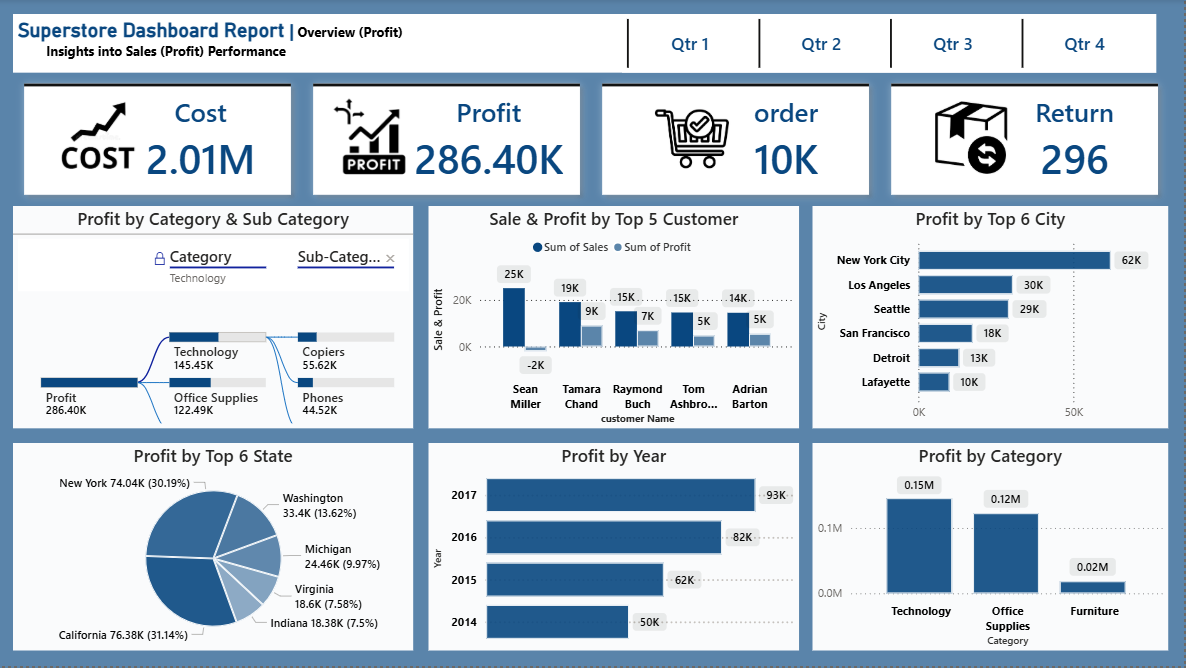 Superstore Dashboard Report | Overview (Profit)
Insights into Sales (Profit) Performance
Qtr 1
Qtr 2
Qtr 3
Qtr 4
COST
Cost
2.01M
PROFIT
Profit
286.40K
order
10K
Return
296
Profit by Category & Sub Category
Category
Technology
Sub-Categ... ×
Profit
286.40K
Technology
145.45K
Office Supplies
122.49K
Copiers
55.62K
Phones
44.52K
Sale & Profit by Top 5 Customer
Sum of Sales Sum of Profit
Sale & Profit
20K
0K
25K
-2K
19K
9K
15K
7K
15K
5K
14K
5K
Sean
Miller
Tamara
Chand
Raymond
Buch
Tom
Ashbro...
Adrian
Barton
customer Name
Profit by Top 6 City
City
New York City 62K
Los Angeles 30K
Seattle 29K
San Francisco 18K
Detroit 13K
Lafayette 10K
0K 50K
Profit by Top 6 State
New York 74.04K (30.19%)
Washington
33.4K (13.62%)
Michigan
24.46K (9.97%)
Virginia
18.6K (7.58%)
Indiana 18.38K (7.5%)
California 76.38K (31.14%)
Profit by Year
Year
2017 93K
2016 82K
2015 62K
2014 50K
Profit by Category
0.1M
0.0M
0.15M
0.12M
0.02M
Technology
Office
Supplies
Furniture
Category